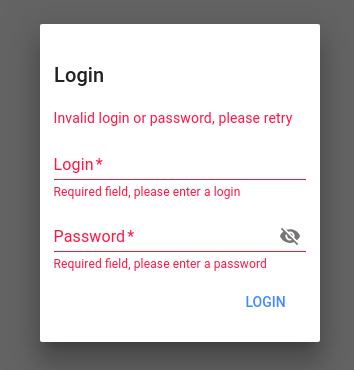 Login
Invalid login or password, please retry
Login*
Required field, please enter a login
Password*
Required field, please enter a password
LOGIN